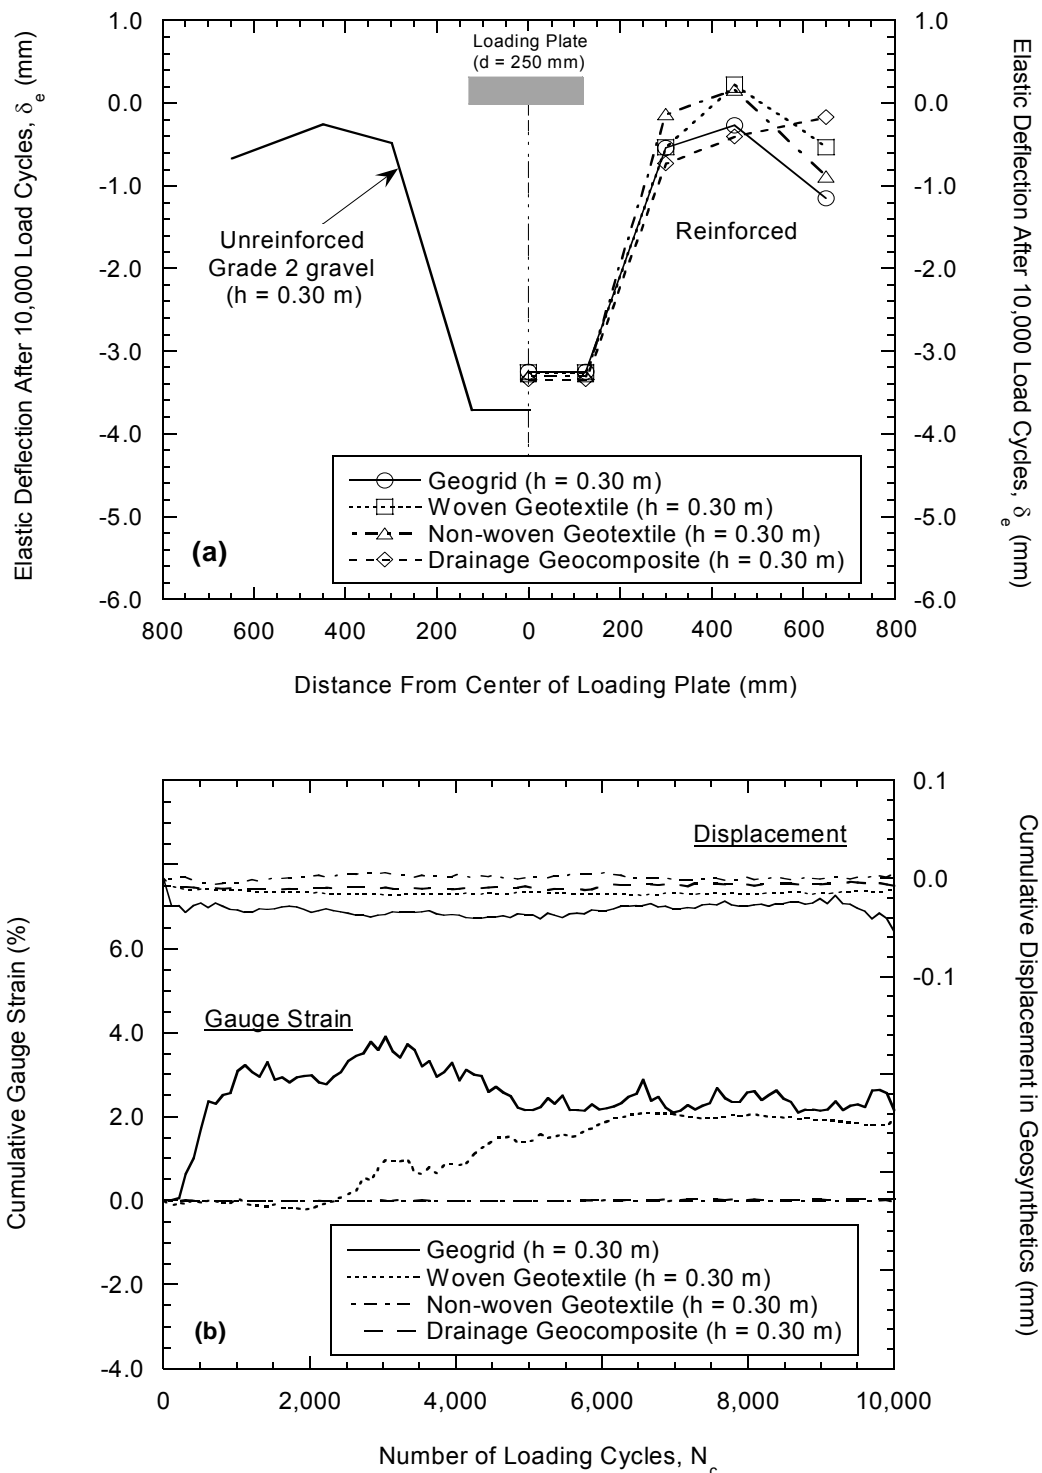 1.0
0.0
-1.0
-2.0
-3.0
-4.0
-5.0
-6.0
Elastic Deflection After 10,000 Load Cycles, δe (mm)
Loading Plate
(d = 250 mm)
Unreinforced
Grade 2 gravel
(h = 0.30 m)
Reinforced
1.0
0.0
-1.0
-2.0
-3.0
-4.0
-5.0
-6.0
Elastic Deflection After 10,000 Load Cycles, δe (mm)
(a)
Geogrid (h = 0.30 m)
Woven Geotextile (h = 0.30 m)
Non-woven Geotextile (h = 0.30 m)
Drainage Geocomposite (h = 0.30 m)
800 600 400 200 0 200 400 600 800
Distance From Center of Loading Plate (mm)
Cumulative Gauge Strain (%)
6.0
4.0
2.0
0.0
-2.0
-4.0
Displacement
Gauge Strain
0.1
0.0
-0.1
Cumulative Displacement in Geosynthetics (mm)
(b)
Geogrid (h = 0.30 m)
Woven Geotextile (h = 0.30 m)
Non-woven Geotextile (h = 0.30 m)
Drainage Geocomposite (h = 0.30 m)
0 2,000 4,000 6,000 8,000 10,000
Number of Loading Cycles, Nc